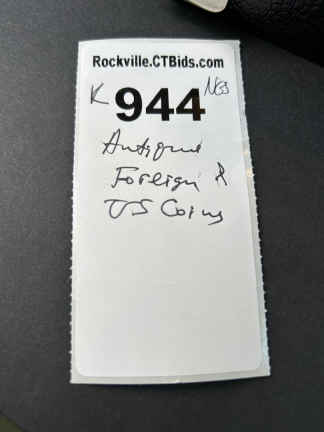 Rockville.CTBids.com
K 944
Antique
Foreign &
US Coins